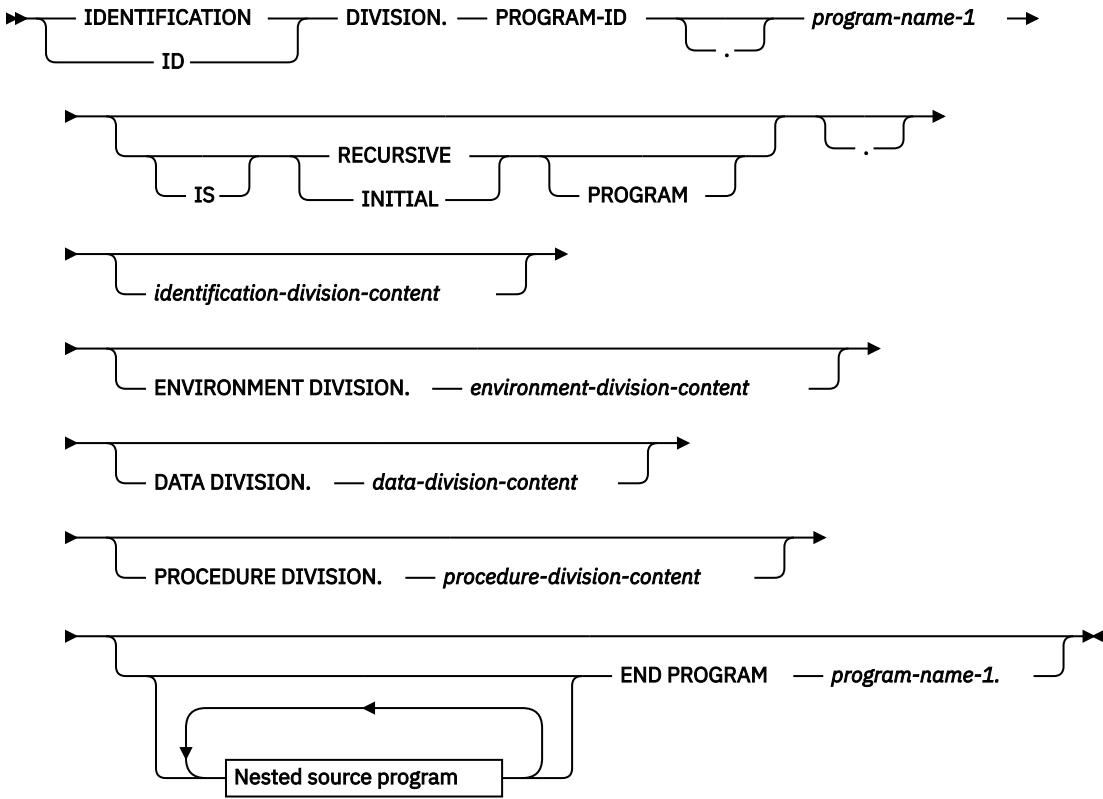 IDENTIFICATION DIVISION. PROGRAM-ID program-name-1
ID .
RECURSIVE .
IS INITIAL PROGRAM
identification-division-content
ENVIRONMENT DIVISION. environment-division-content
DATA DIVISION. data-division-content
PROCEDURE DIVISION. procedure-division-content
END PROGRAM program-name-1.
Nested source program